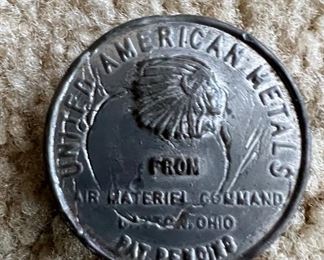 UNITED AMERICAN METALS
FROM
AIR MATERIEL COMMAND
OHIO
PAT. PENDING